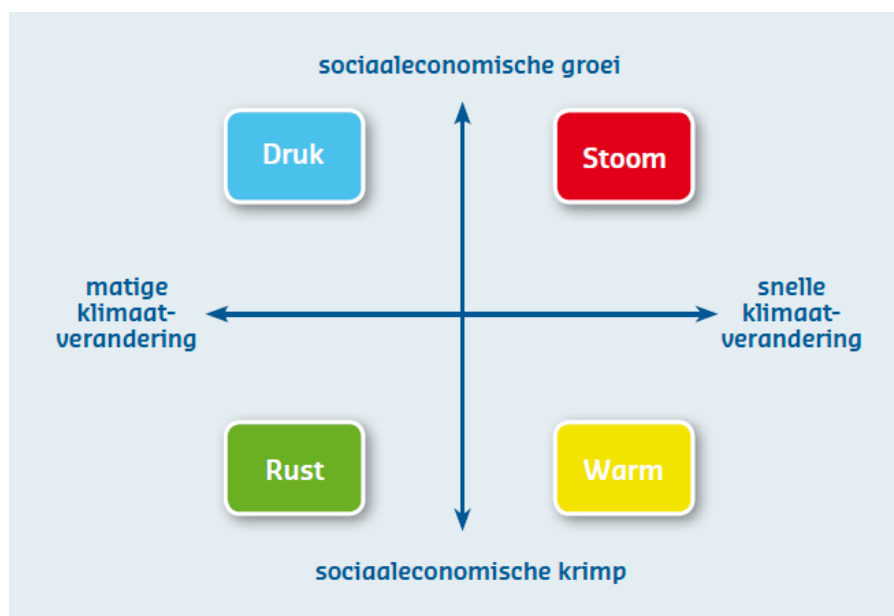 sociaaleconomische groei
Druk
Stoom
matige
klimaat-
verandering
snelle
klimaat-
verandering
Rust
Warm
sociaaleconomische krimp